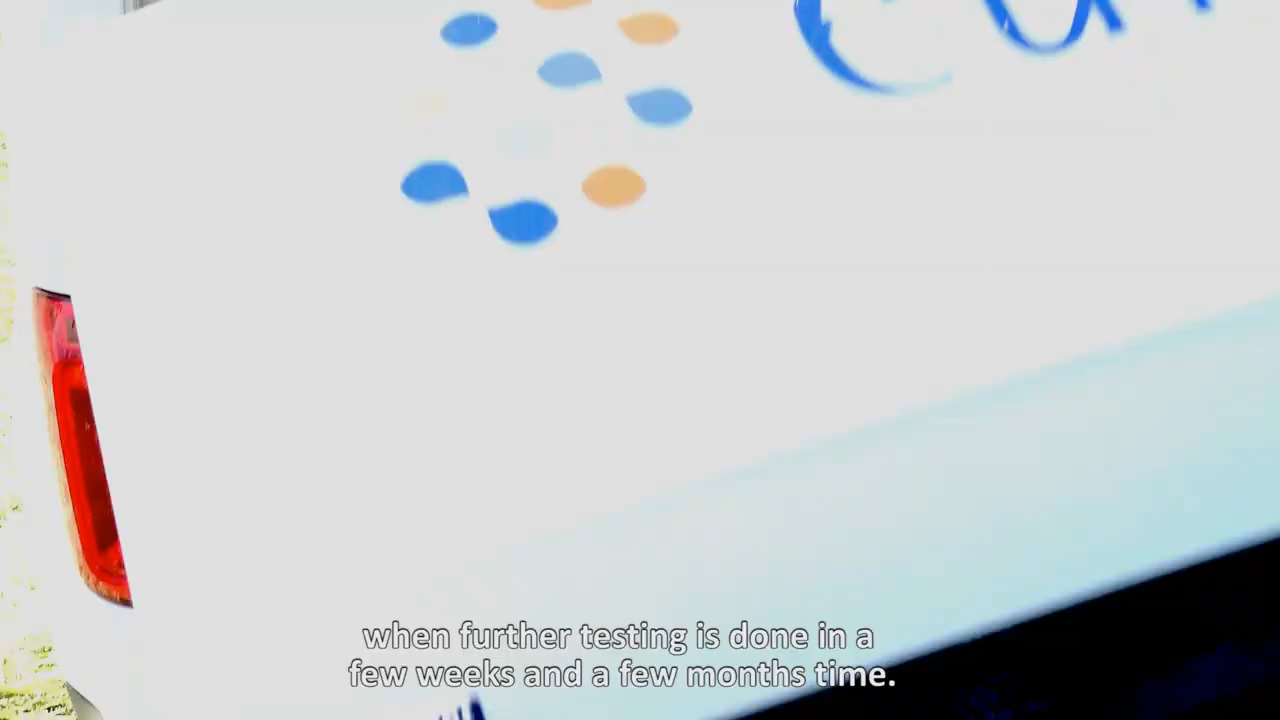 when further testing is done in a
few weeks and a few months time.